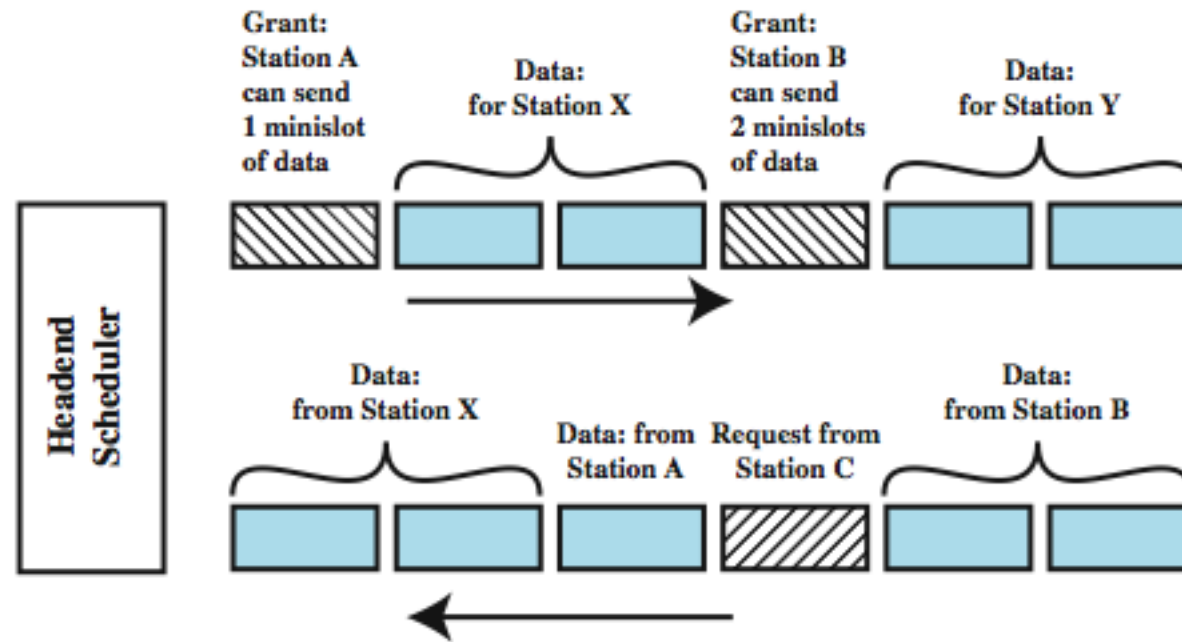 Grant:
Station A
can send
1 minislot
of data
Data:
for Station X
Grant:
Station B
can send
2 minislots
of data
Data:
for Station Y
Headend
Scheduler
Data:
from Station X
Data: from
Station A
Request from
Station C
Data:
from Station B